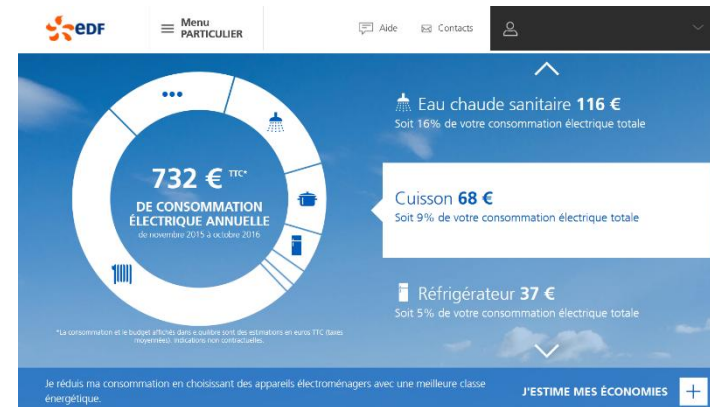 edF
Menu
PARTICULIER
Aide
Contacts
732 € TTC*
DE CONSOMMATION
ÉLECTRIQUE ANNUELLE
de novembre 2015 à octobre 2016
*La consommation et le budget affichés dans e.quilibre sont des estimations en euros TTC (taxes
moyennées). Indications non contractuelles.
Eau chaude sanitaire 116 €
Soit 16% de votre consommation électrique totale
Cuisson 68 €
Soit 9% de votre consommation électrique totale
Réfrigérateur 37 €
Soit 5% de votre consommation électrique totale
Je réduis ma consommation en choisissant des appareils électroménagers avec une meilleure classe
énergétique.
J'ESTIME MES ÉCONOMIES